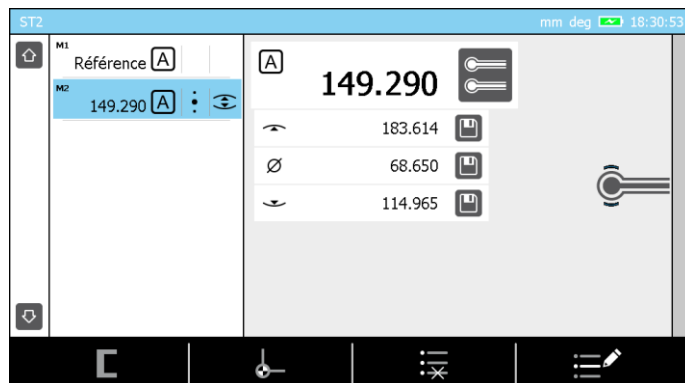 ST2
mm deg 18:30:53
M1
Référence A
M2
149.290 A
A
149.290
183.614
Ø 68.650
114.965